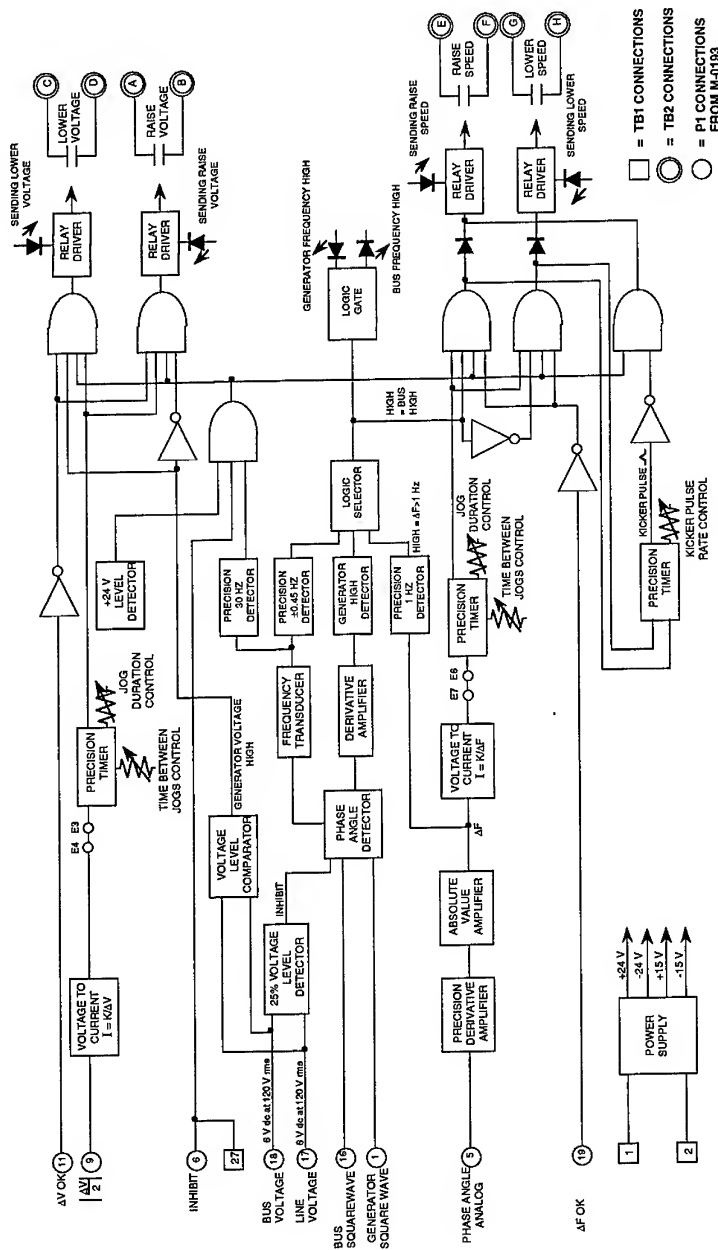 ΔV OK 11
|ΔV|
2
9
VOLTAGE TO
CURRENT
I = K/ΔV
E4 E3
PRECISION
TIMER
JOG
DURATION
CONTROL
TIME BETWEEN
JOGS CONTROL
+24 V
LEVEL
DETECTOR
SENDING LOWER
VOLTAGE
RELAY
DRIVER
LOWER
VOLTAGE
C
D
RELAY
DRIVER
SENDING RAISE
VOLTAGE
RAISE
VOLTAGE
A
B
INHIBIT 6
27
BUS
VOLTAGE
18
6 V dc at 120 V rms
LINE
VOLTAGE
17
6 V dc at 120 V rms
25% VOLTAGE
LEVEL
DETECTOR
INHIBIT
VOLTAGE
LEVEL
COMPARATOR
GENERATOR VOLTAGE
HIGH
BUS
SQUAREWAVE
16
GENERATOR
SQUARE WAVE
1
PHASE
ANGLE
DETECTOR
FREQUENCY
TRANSDUCER
DERIVATIVE
AMPLIFIER
PRECISION
30 HZ
DETECTOR
PRECISION
±0.45 HZ
DETECTOR
GENERATOR
HIGH
DETECTOR
PRECISION
1 HZ
DETECTOR
HIGH = ΔF>1 Hz
LOGIC
SELECTOR
HIGH
= BUS
HIGH
LOGIC
GATE
GENERATOR FREQUENCY HIGH
BUS FREQUENCY HIGH
PHASE ANGLE
ANALOG
5
PRECISION
DERIVATIVE
AMPLIFIER
ABSOLUTE
VALUE
AMPLIFIER
ΔF
VOLTAGE TO
CURRENT
I = K/ΔF
E7 E6
PRECISION
TIMER
JOG
DURATION
CONTROL
TIME BETWEEN
JOGS CONTROL
SENDING RAISE
SPEED
RELAY
DRIVER
RAISE
SPEED
E
F
RELAY
DRIVER
SENDING LOWER
SPEED
LOWER
SPEED
G
H
ΔF OK 19
PRECISION
TIMER
KICKER PULSE
KICKER PULSE
RATE CONTROL
1
2
POWER
SUPPLY
+24 V
-24 V
+15 V
-15 V
= TB1 CONNECTIONS
= TB2 CONNECTIONS
= P1 CONNECTIONS
FROM M-0193